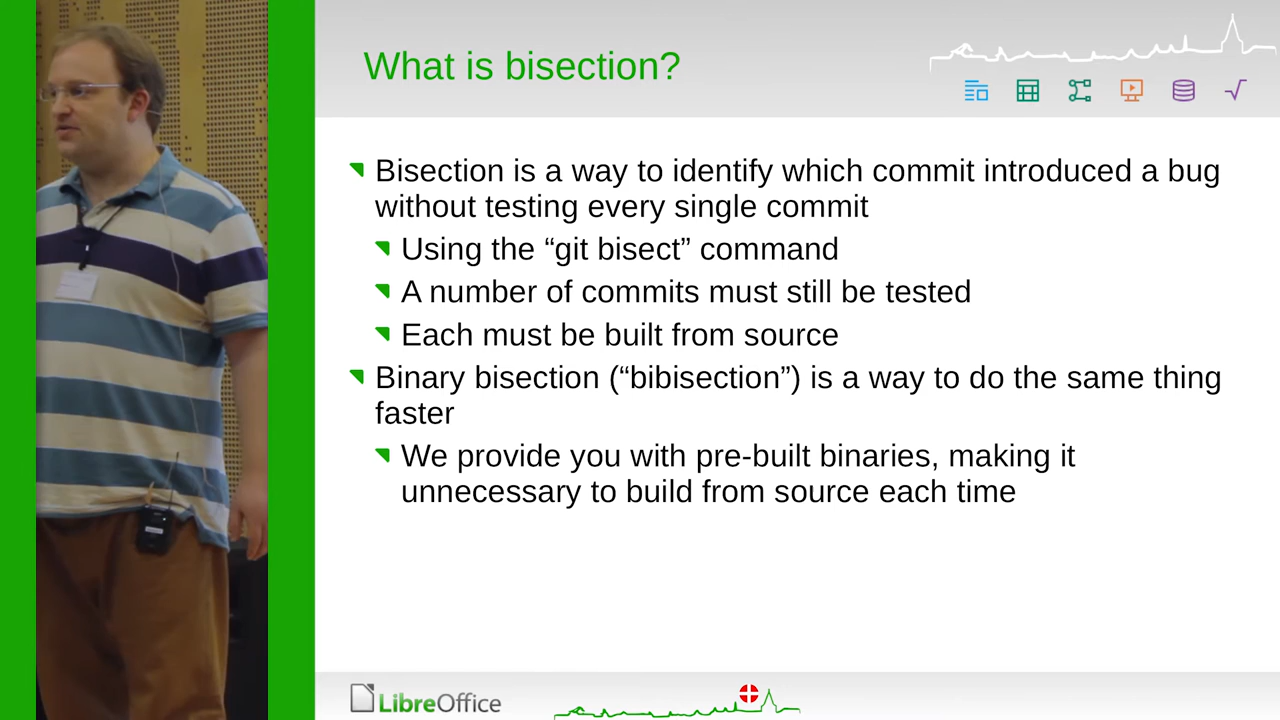 What is bisection?
Bisection is a way to identify which commit introduced a bug
without testing every single commit
Using the “git bisect” command
A number of commits must still be tested
Each must be built from source
Binary bisection (“bibisection”) is a way to do the same thing
faster
We provide you with pre-built binaries, making it
unnecessary to build from source each time
LibreOffice